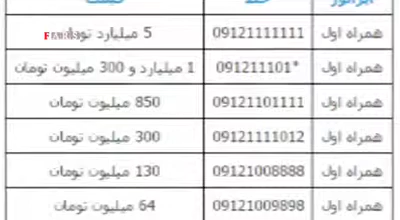 اپراتور خط قیمت
همراه اول 09121111111 5 میلیارد تومان
همراه اول 091211101* 1 میلیارد و 300 میلیون تومان
همراه اول 09121101111 850 میلیون تومان
همراه اول 09121111012 300 میلیون تومان
همراه اول 09121008888 130 میلیون تومان
همراه اول 09121009898 64 میلیون تومان